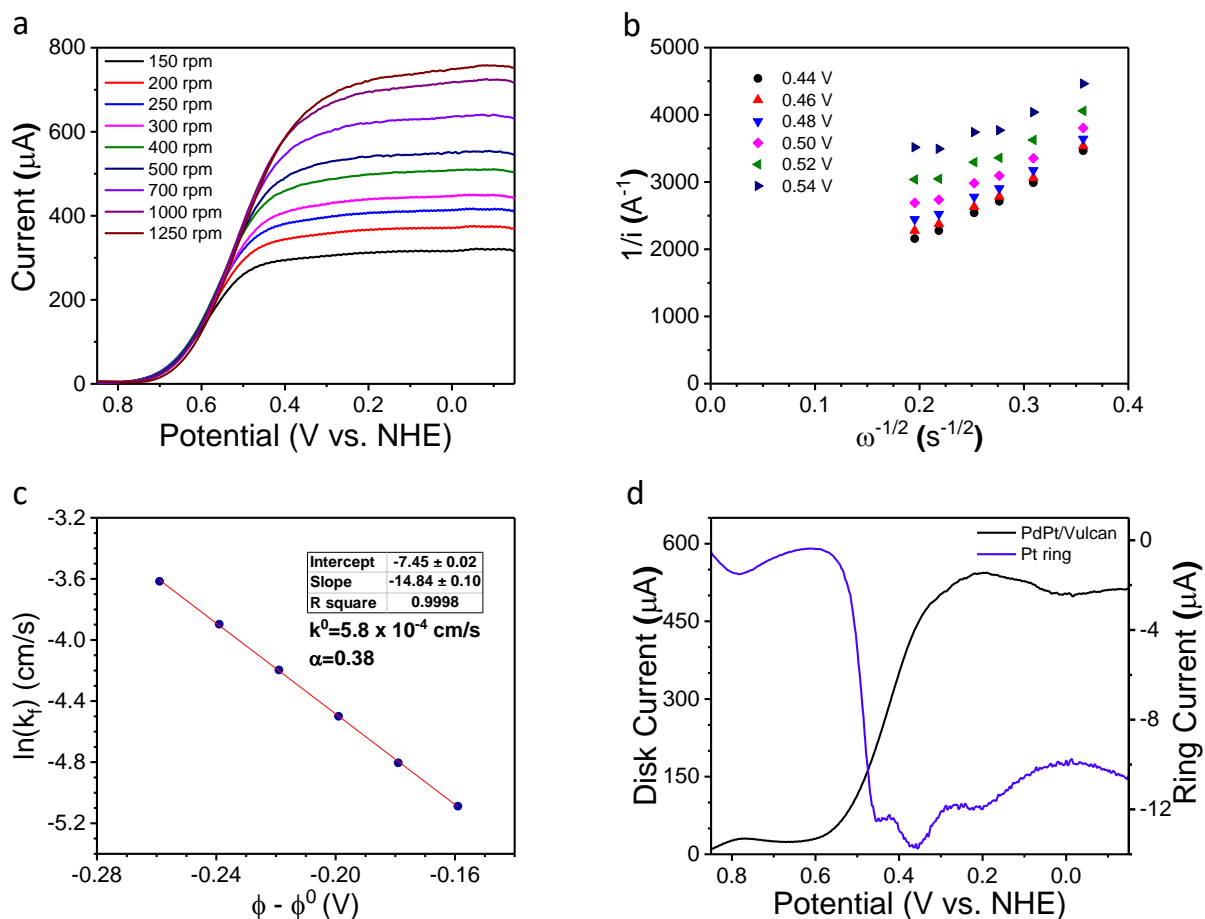 a
800
600
400
200
0
Current (μA)
150 rpm
200 rpm
250 rpm
300 rpm
400 rpm
500 rpm
700 rpm
1000 rpm
1250 rpm
0.8 0.6 0.4 0.2 0.0
Potential (V vs. NHE)
b
5000
4000
3000
2000
1000
0
1/i (A⁻¹)
0.44 V
0.46 V
0.48 V
0.50 V
0.52 V
0.54 V
0.0 0.1 0.2 0.3 0.4
ω⁻¹/² (s⁻¹/²)
c
-3.2
-3.6
-4.0
-4.4
-4.8
-5.2
ln(k_f) (cm/s)
Intercept -7.45 ± 0.02
Slope -14.84 ± 0.10
R square 0.9998
k⁰=5.8 x 10⁻⁴ cm/s
α=0.38
-0.28 -0.24 -0.20 -0.16
ϕ - ϕ⁰ (V)
d
600
450
300
150
0
Disk Current (μA)
PdPt/Vulcan
Pt ring
0
-4
-8
-12
Ring Current (μA)
0.8 0.6 0.4 0.2 0.0
Potential (V vs. NHE)